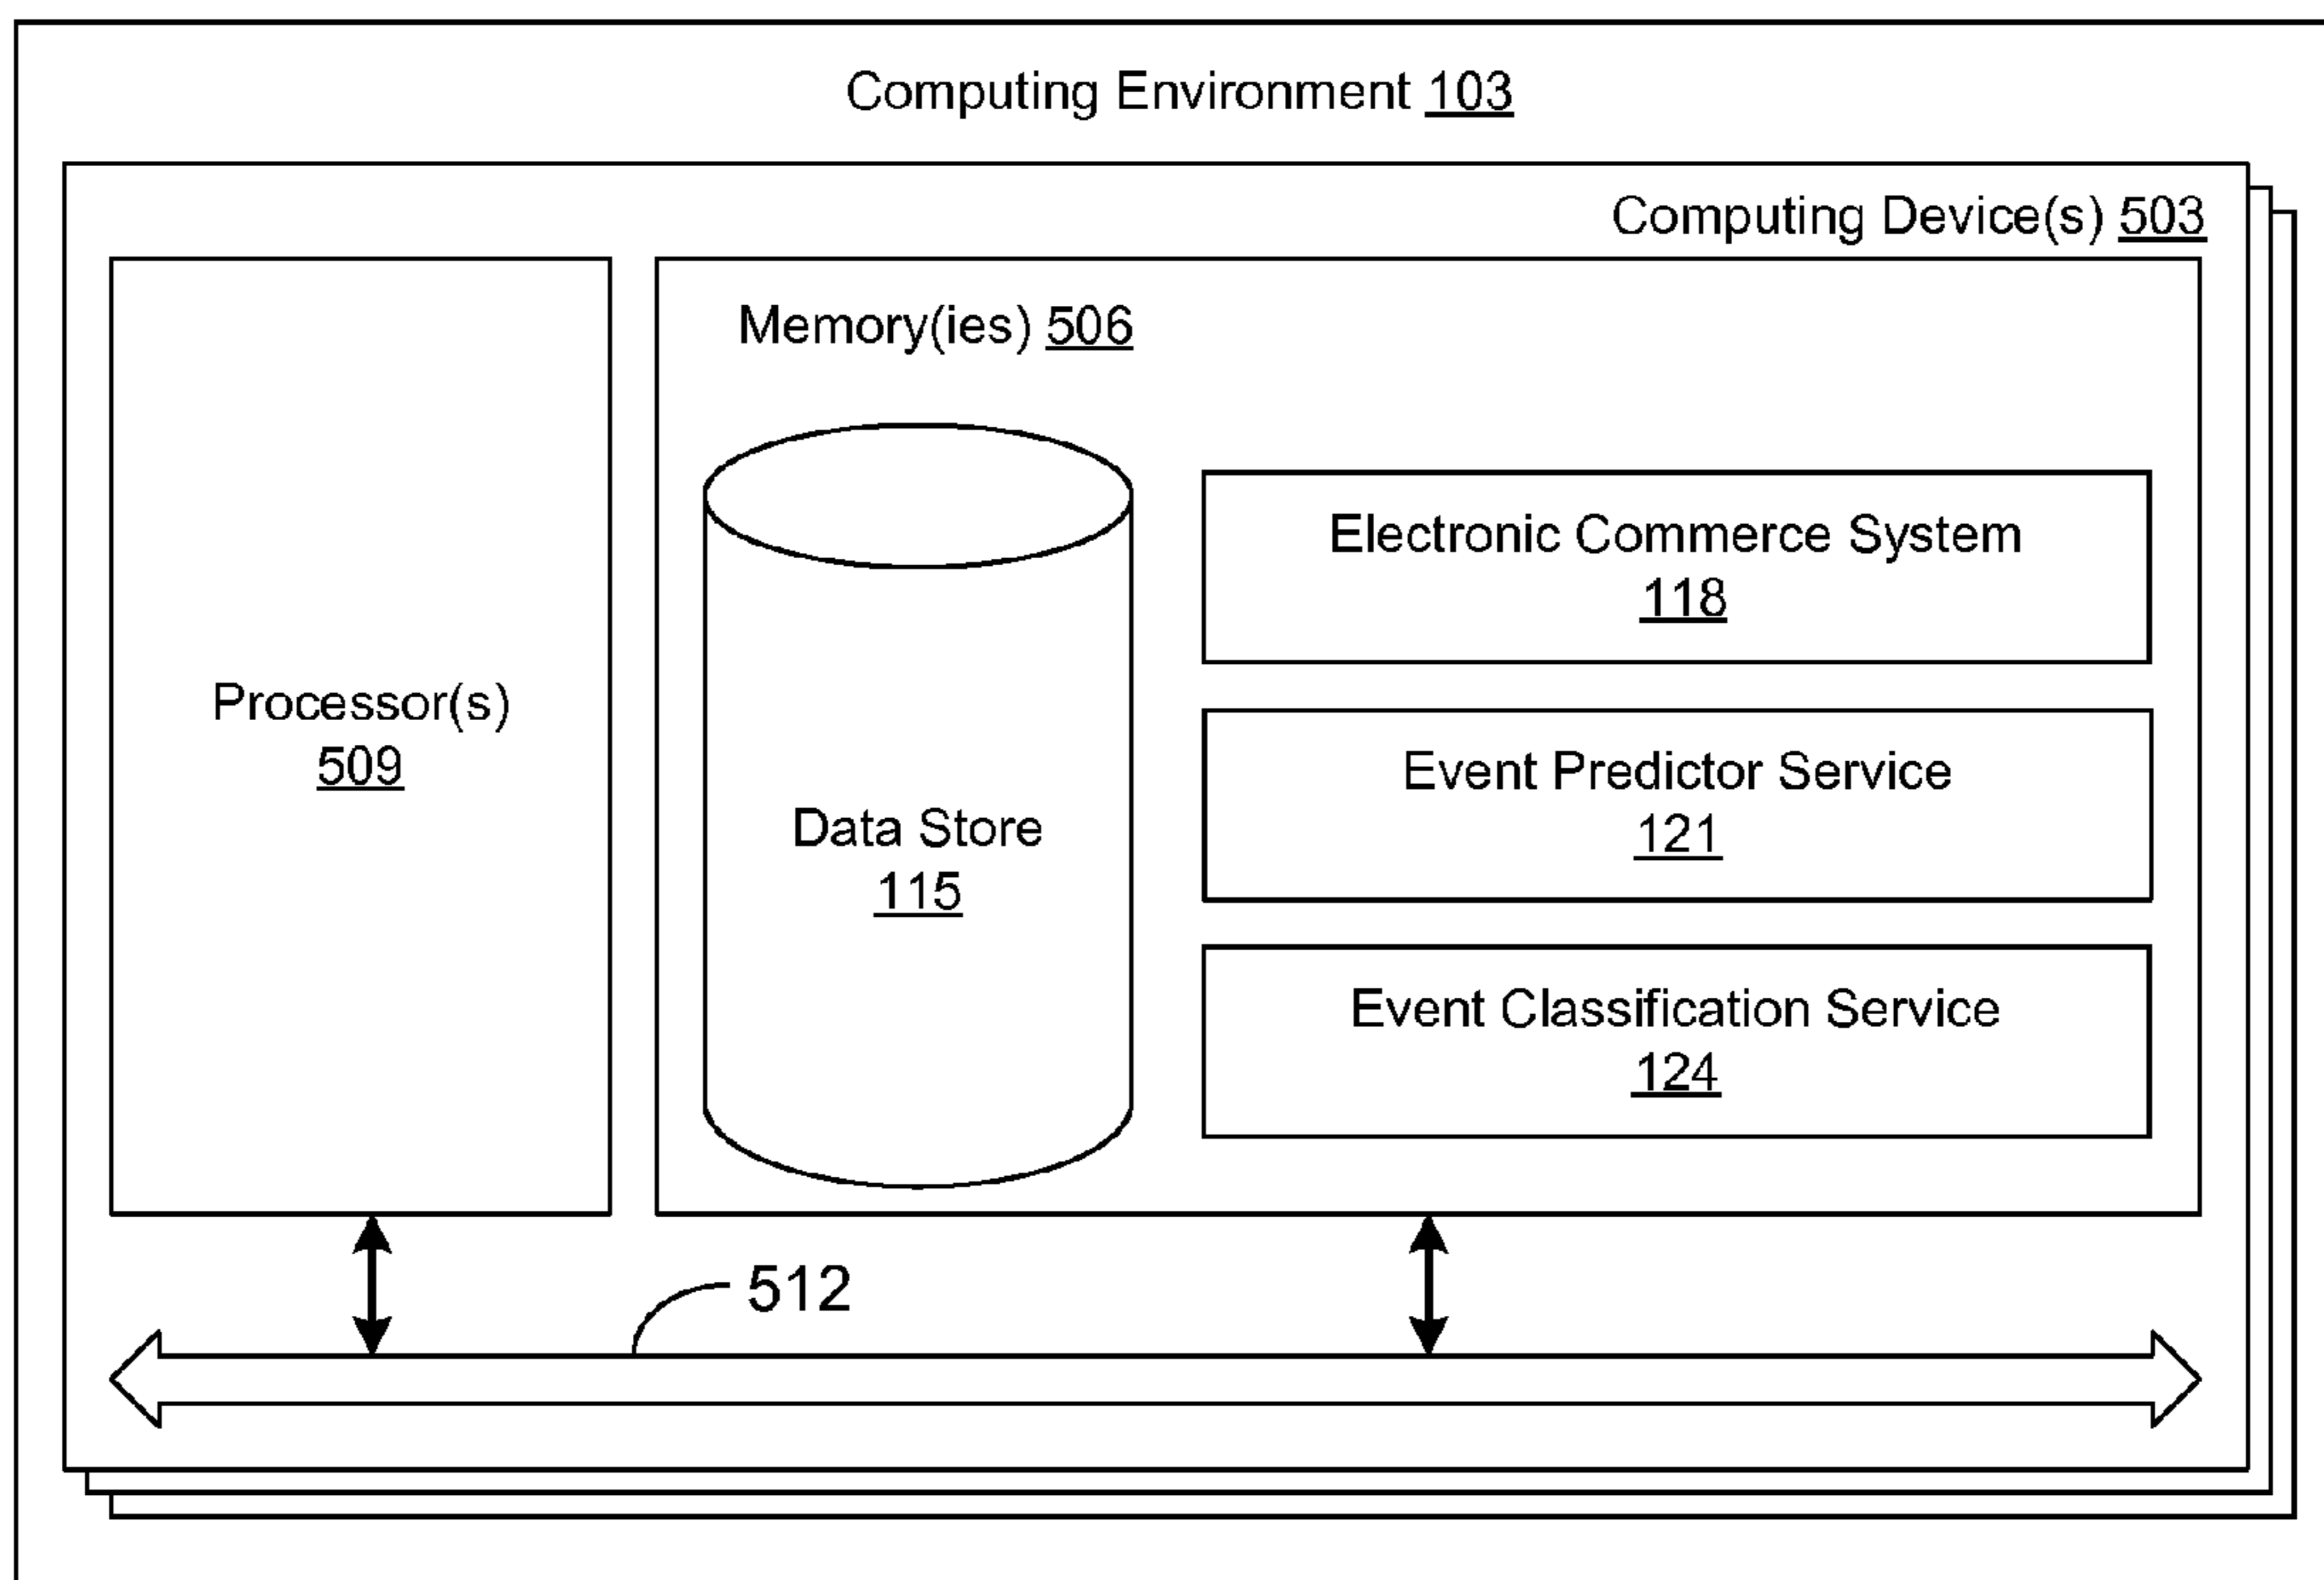 Computing Environment 103
Computing Device(s) 503
Memory(ies) 506
Electronic Commerce System
118
Processor(s)
509
Event Predictor Service
121
Data Store
115
Event Classification Service
124
512